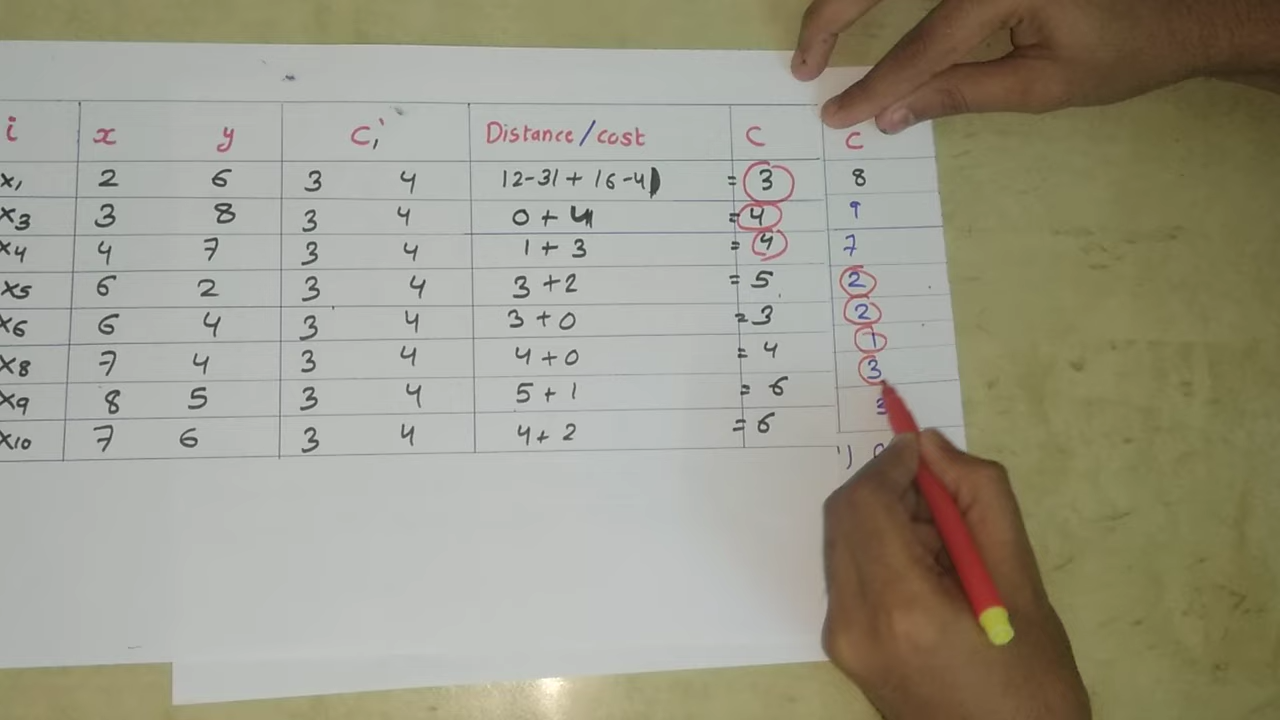 i x y C₁' Distance/cost C C
x₁ 2 6 3 4 12-31 + 16-4) = 3 8
x₃ 3 8 3 4 0 + 4 = 4 9
x₄ 4 7 3 4 1 + 3 = 4 7
x₅ 6 2 3 4 3 + 2 = 5 2
x₆ 6 4 3 4 3 + 0 = 3 2
x₈ 7 4 3 4 4 + 0 = 4 1
x₉ 8 5 3 4 5 + 1 = 6 3
x₁₀ 7 6 3 4 4 + 2 = 6 3